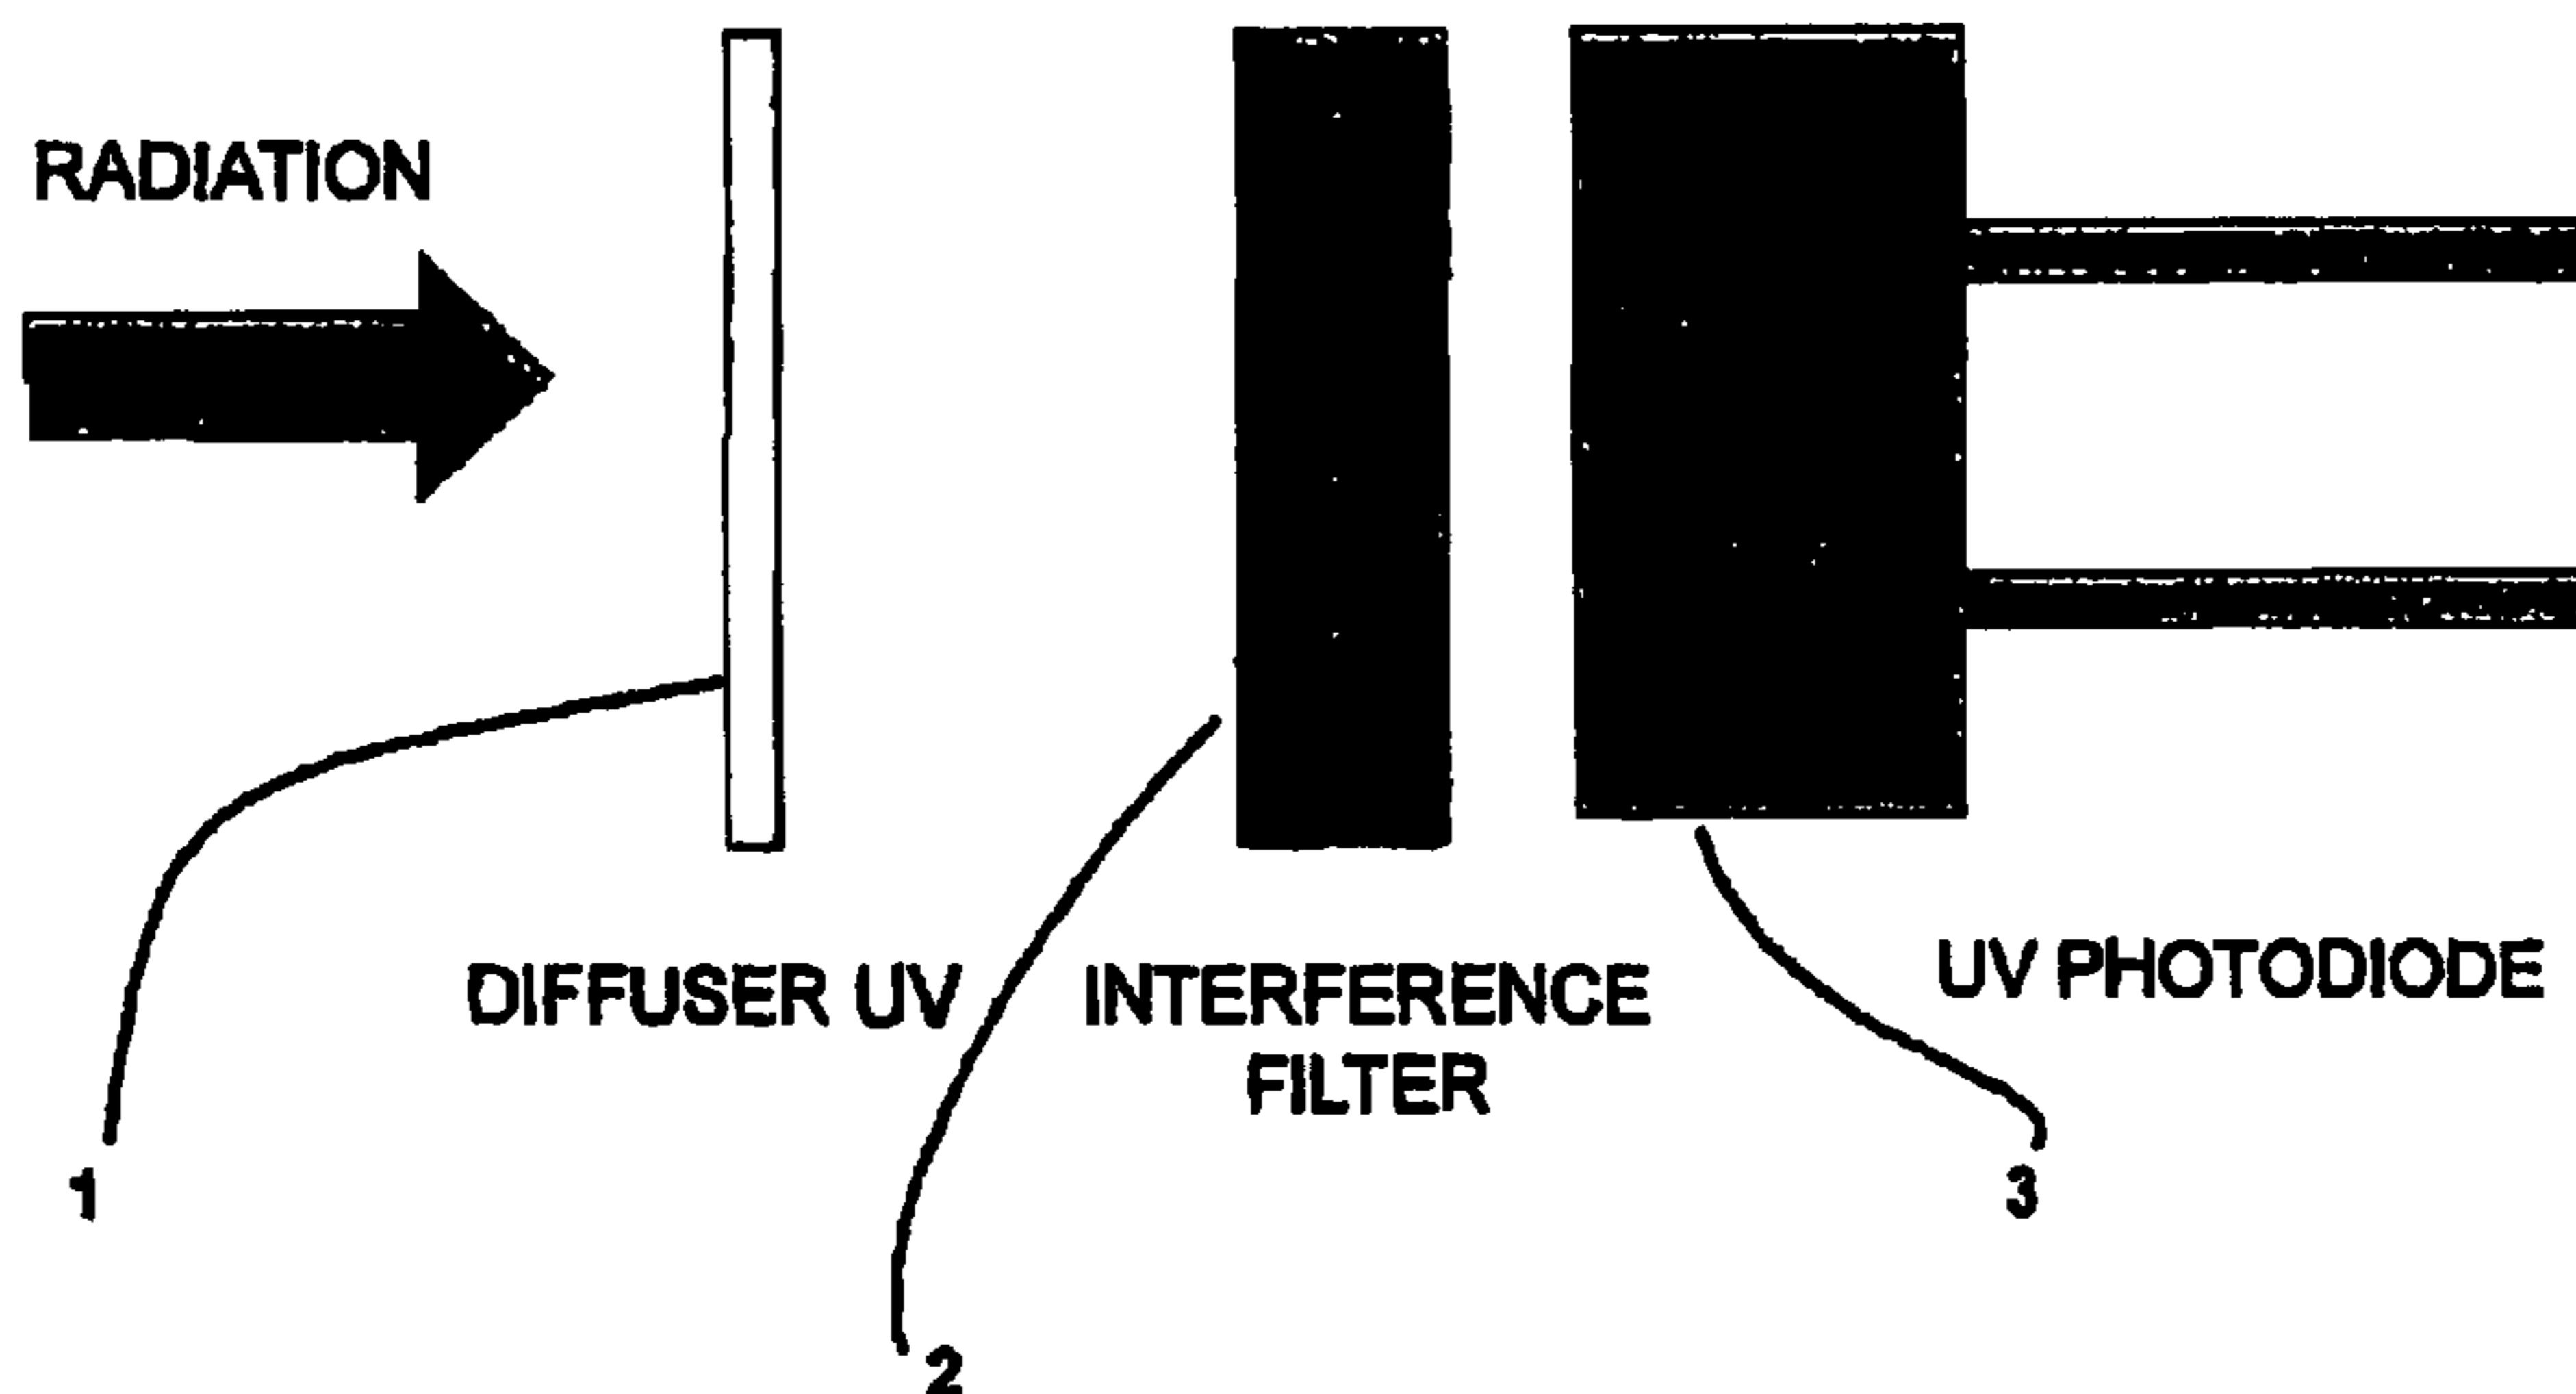 RADIATION
DIFFUSER UV
INTERFERENCE
FILTER
UV PHOTODIODE
1
2
3